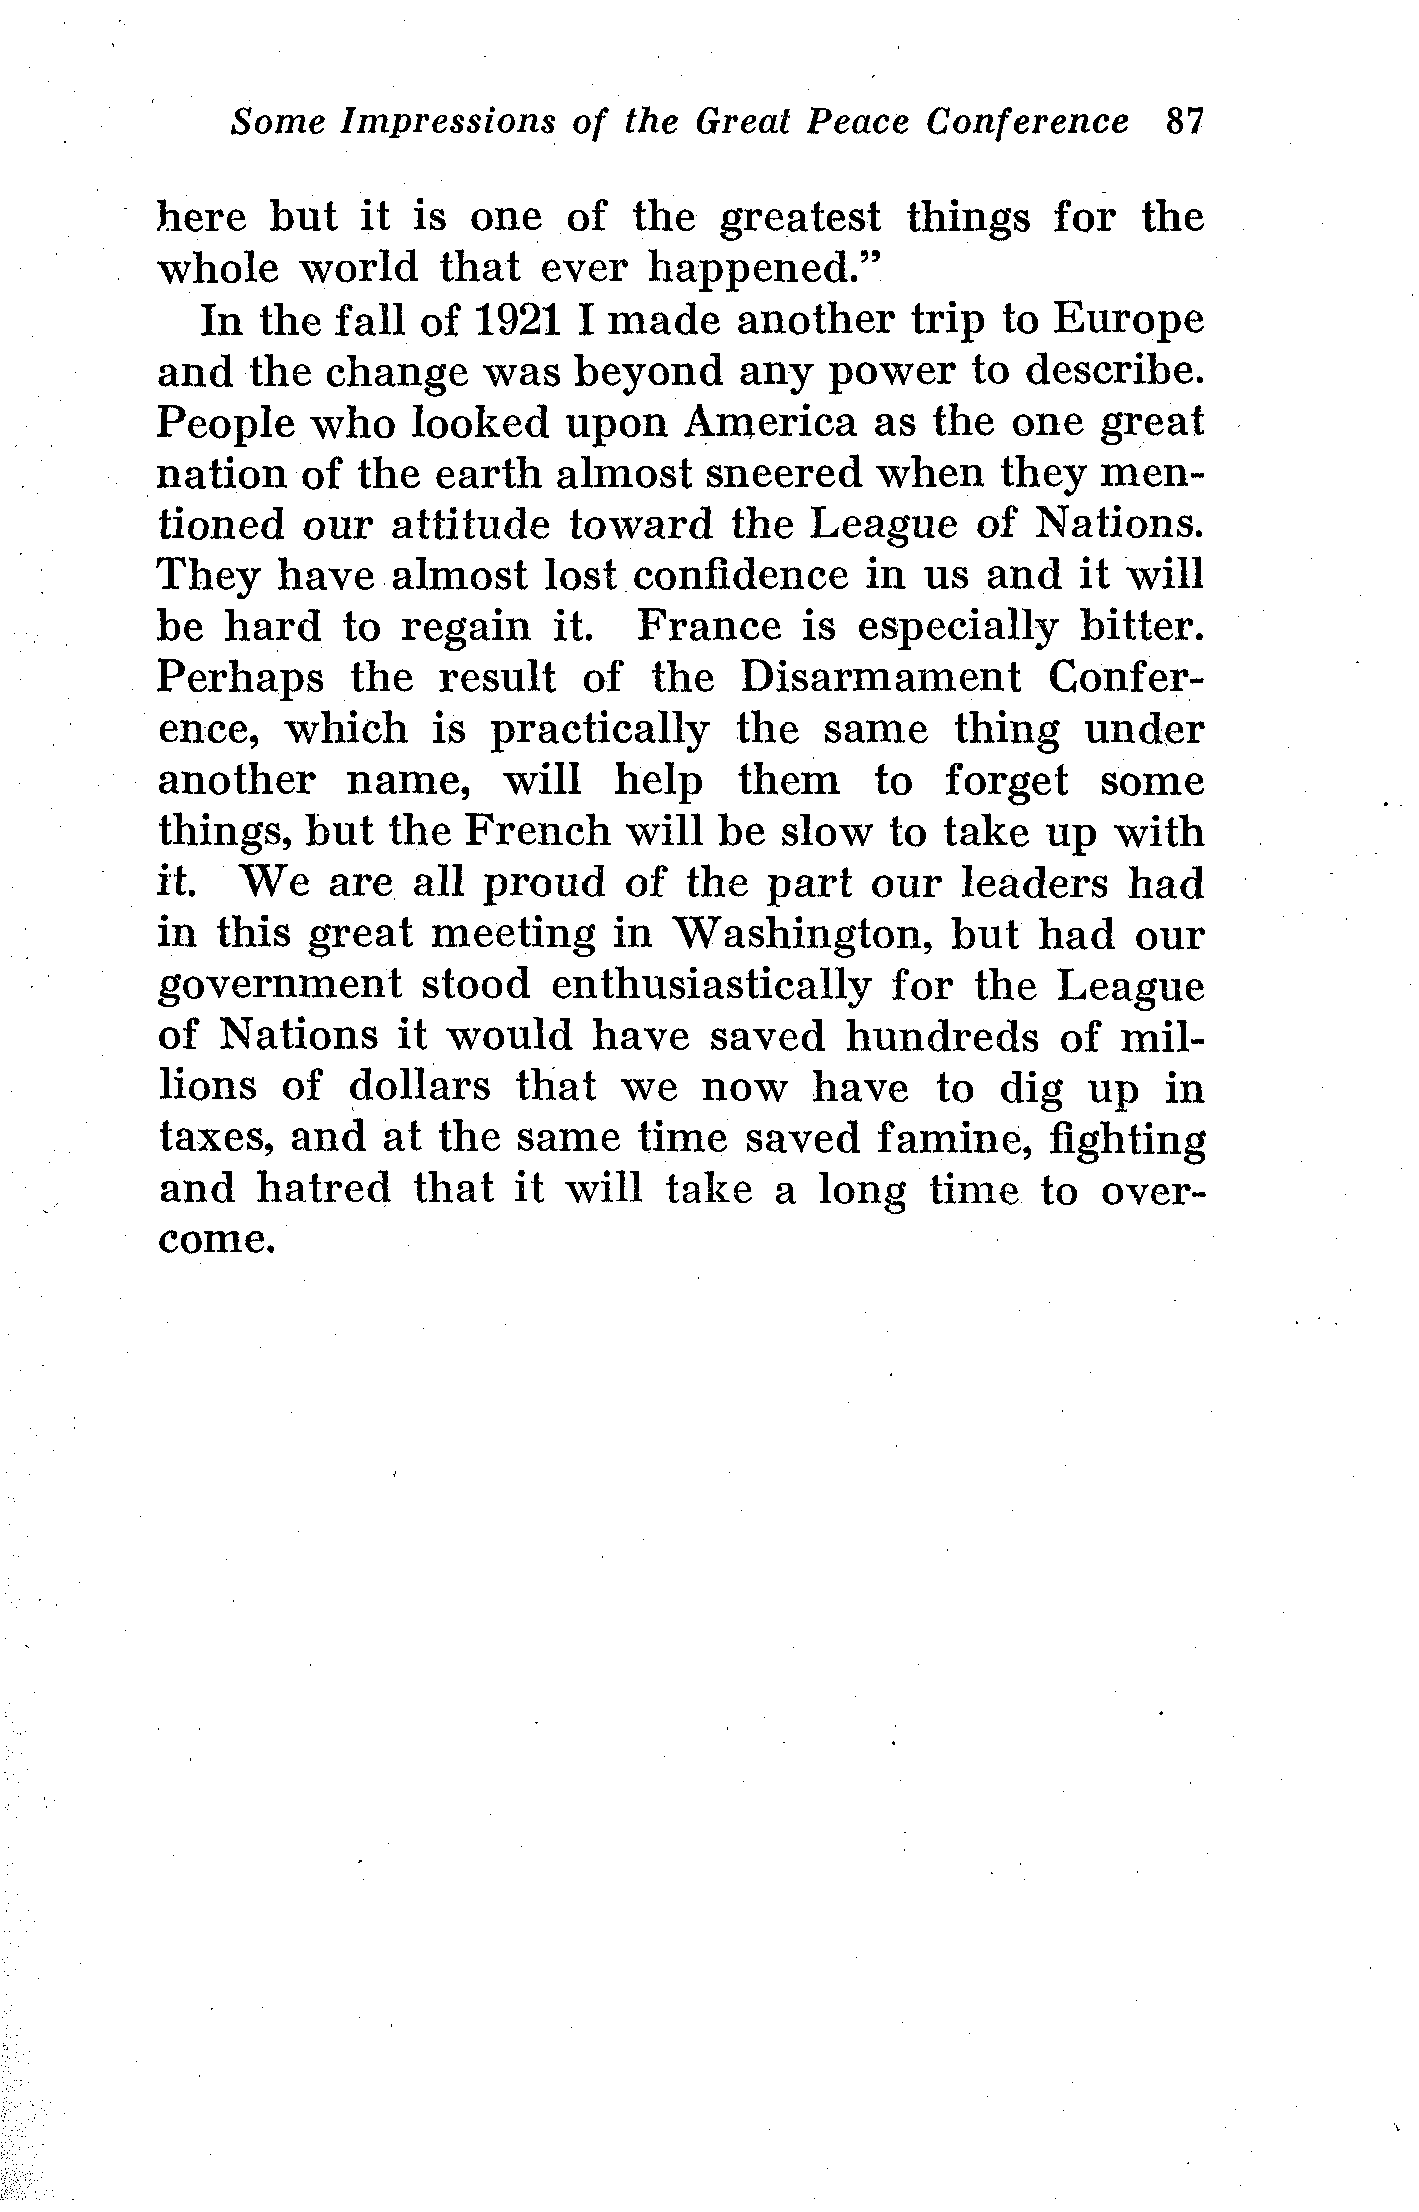 Some Impressions of the Great Peace Conference 87
here but it is one of the greatest things for the
whole world that ever happened.”
In the fall of 1921 I made another trip to Europe
and the change was beyond any power to describe.
People who looked upon America as the one great
nation of the earth almost sneered when they men-
tioned our attitude toward the League of Nations.
They have almost lost confidence in us and it will
be hard to regain it. France is especially bitter.
Perhaps the result of the Disarmament Confer-
ence, which is practically the same thing under
another name, will help them to forget some
things, but the French will be slow to take up with
it. We are all proud of the part our leaders had
in this great meeting in Washington, but had our
government stood enthusiastically for the League
of Nations it would have saved hundreds of mil-
lions of dollars that we now have to dig up in
taxes, and at the same time saved famine, fighting
and hatred that it will take a long time to over-
come.